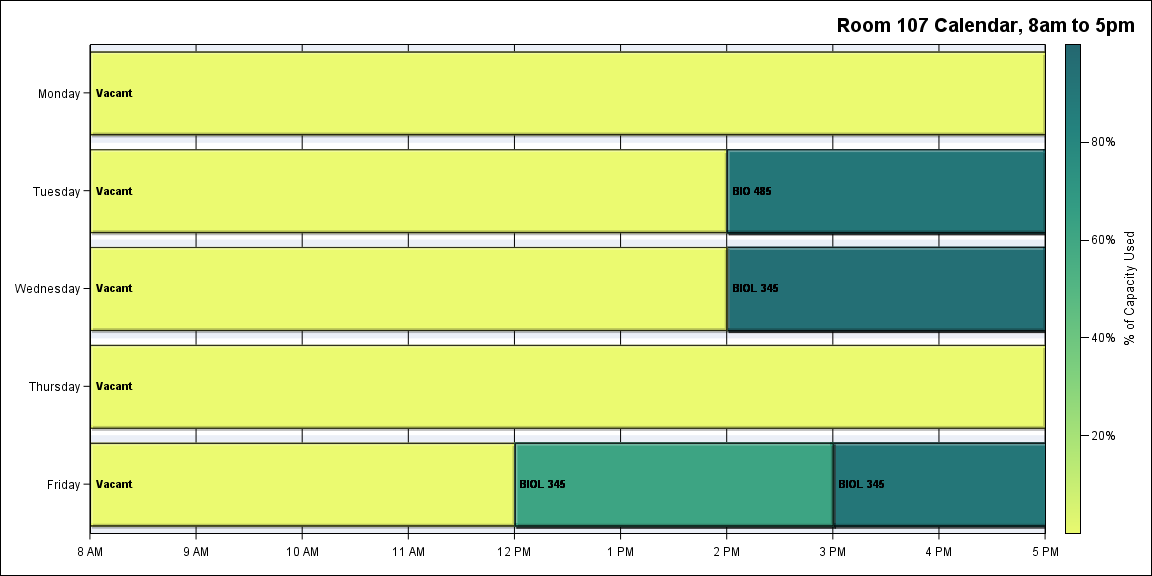 Room 107 Calendar, 8am to 5pm
Monday
Vacant
Tuesday
Vacant
BIO 485
Wednesday
Vacant
BIOL 345
Thursday
Vacant
Friday
Vacant
BIOL 345
BIOL 345
8 AM
9 AM
10 AM
11 AM
12 PM
1 PM
2 PM
3 PM
4 PM
5 PM
80%
60%
40%
20%
% of Capacity Used